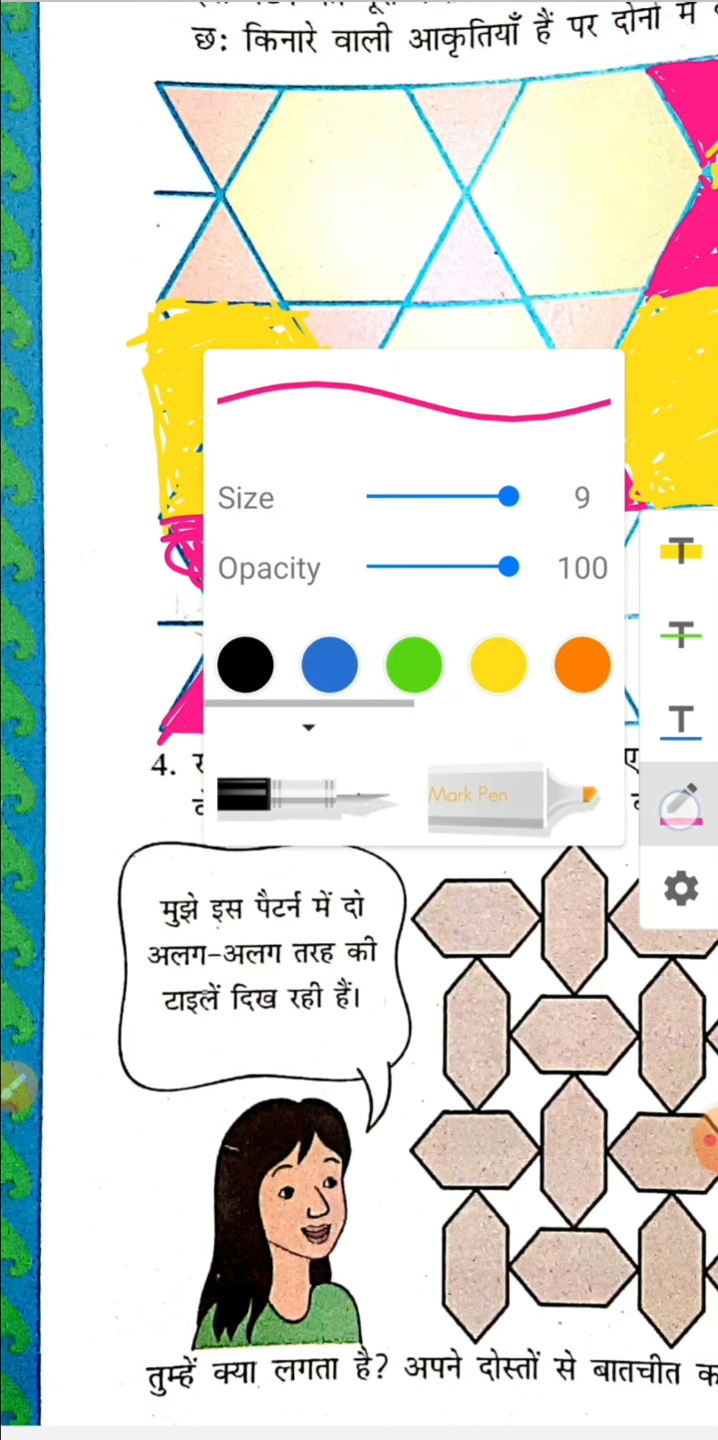 छः किनारे वाली आकृतियाँ हैं पर दोनों में
Size 9
Opacity 100
Mark Pen
4.
मुझे इस पैटर्न में दो
अलग-अलग तरह की
टाइलें दिख रही हैं।
तुम्हें क्या लगता है? अपने दोस्तों से बातचीत